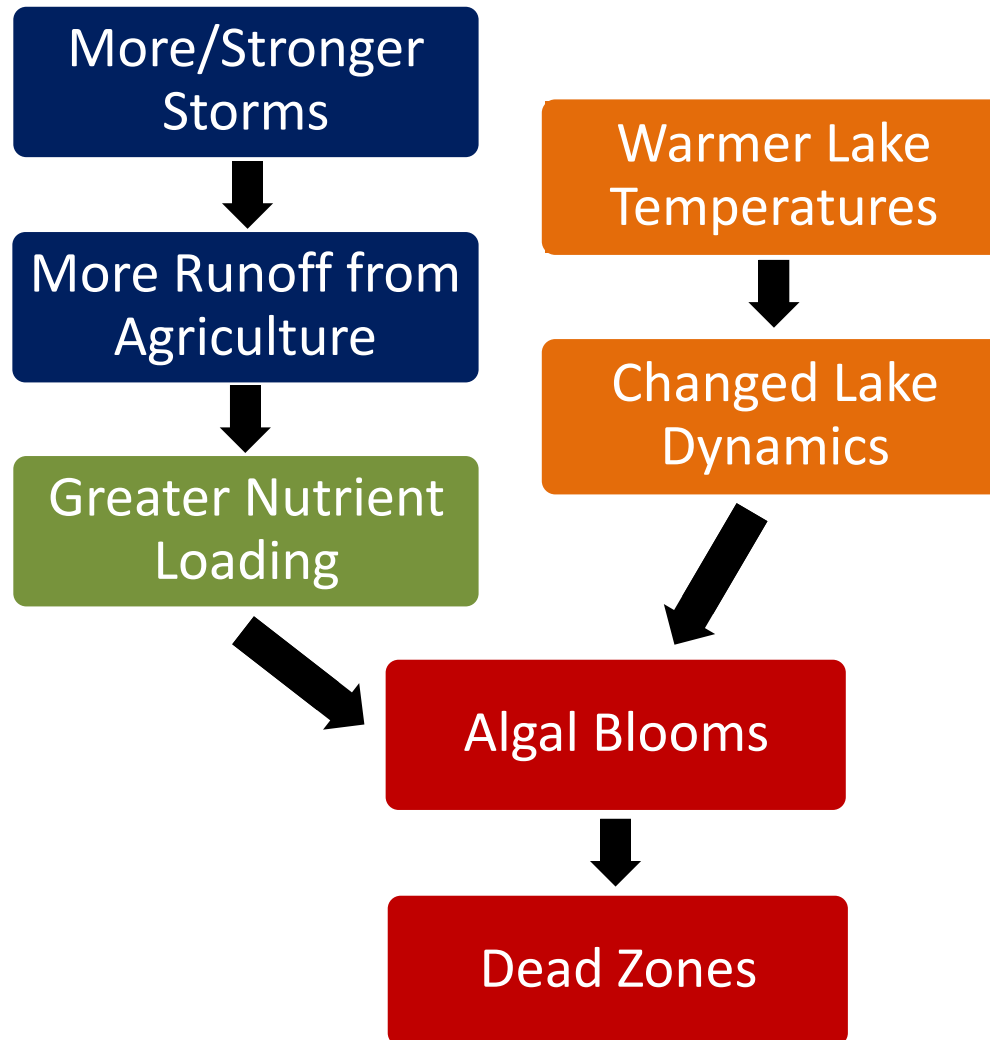 More/Stronger
Storms
More Runoff from
Agriculture
Greater Nutrient
Loading
Warmer Lake
Temperatures
Changed Lake
Dynamics
Algal Blooms
Dead Zones